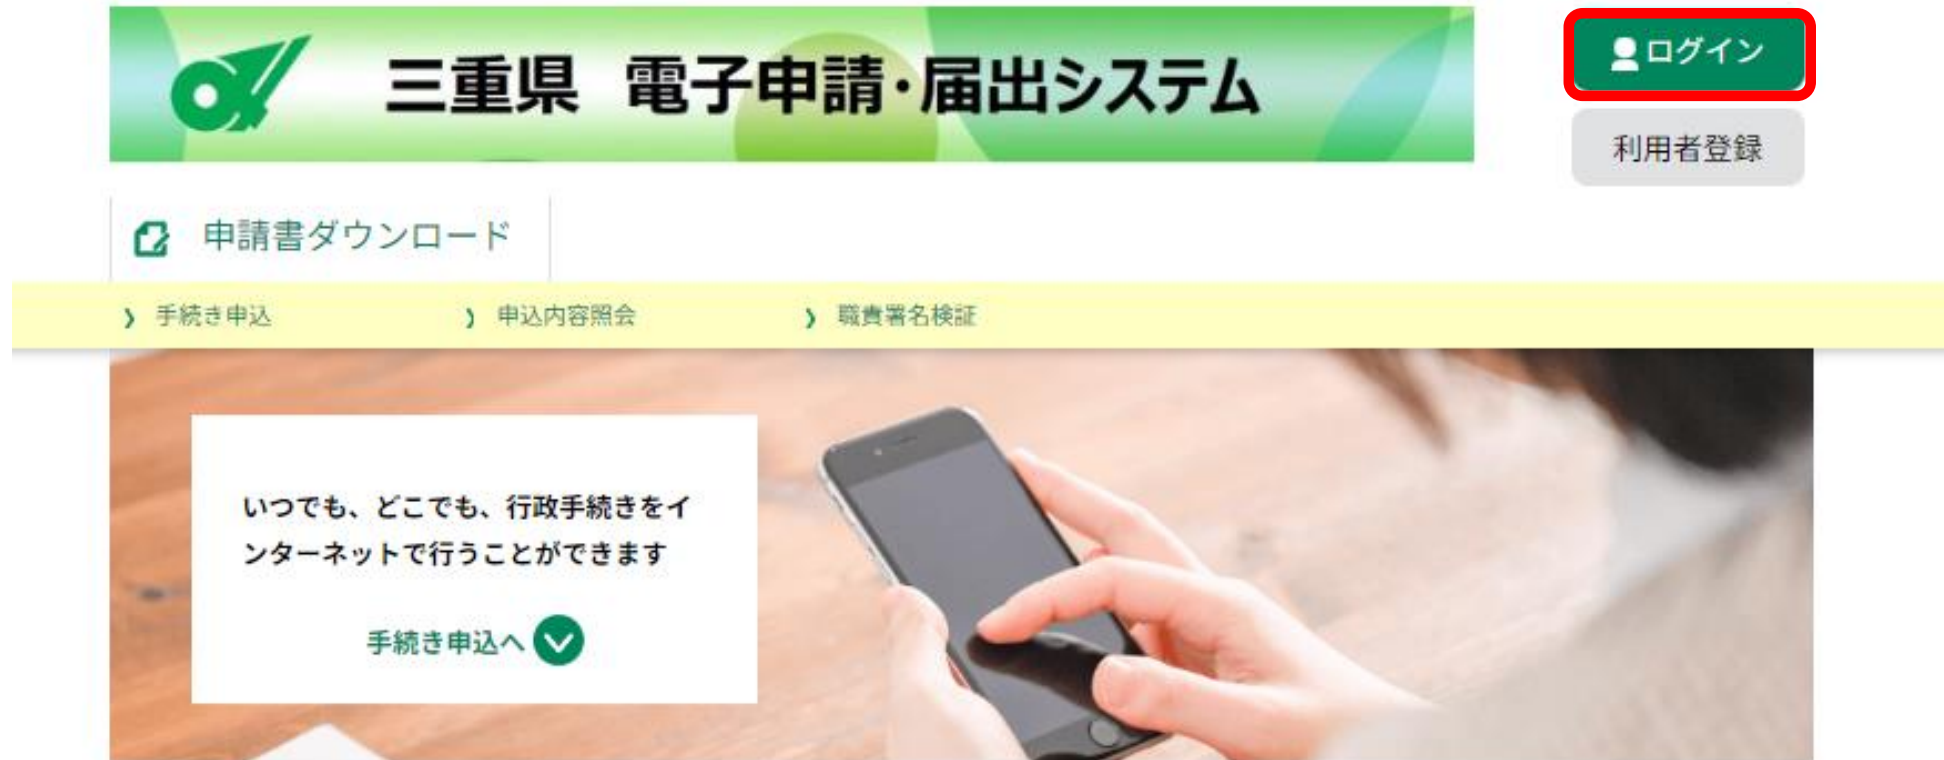 三重県 電子申請・届出システム
ログイン
利用者登録
申請書ダウンロード
手続き申込
申込内容照会
職責署名検証
いつでも、どこでも、行政手続きをイ
ンターネットで行うことができます
手続き申込へ